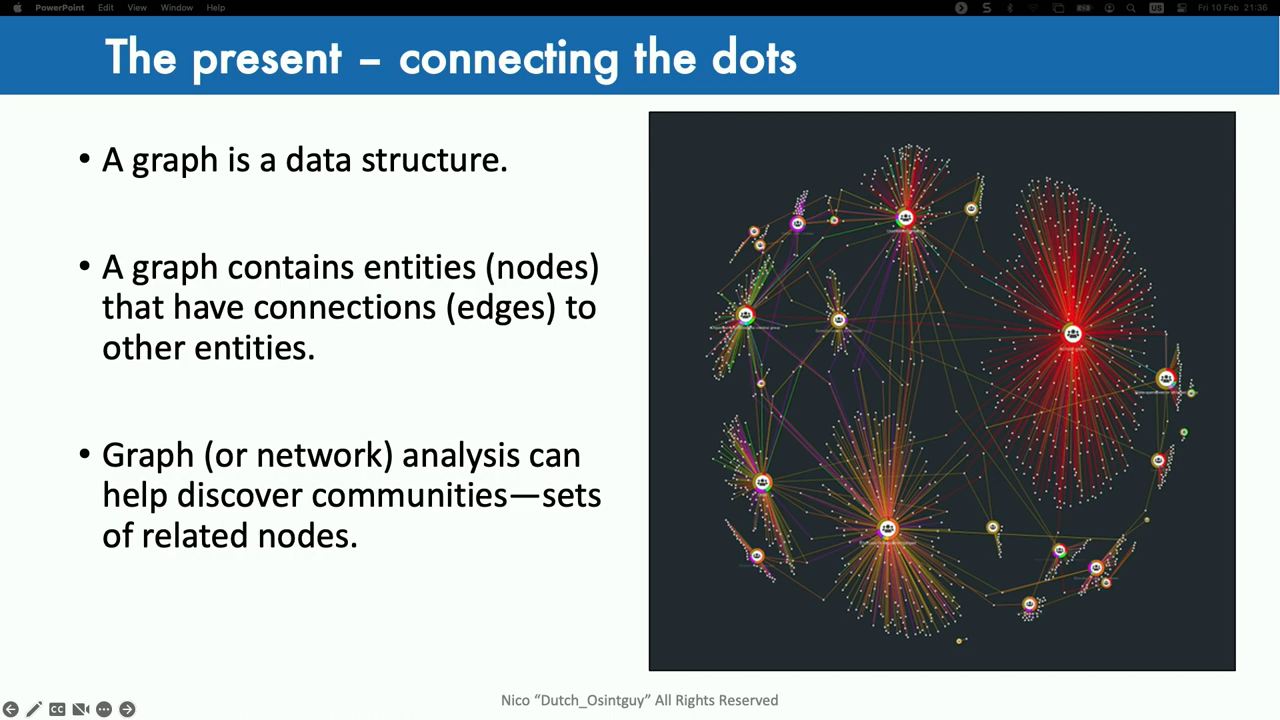 PowerPoint Edit View Window Help
US Fri 10 Feb 21:36
The present – connecting the dots
• A graph is a data structure.
• A graph contains entities (nodes)
that have connections (edges) to
other entities.
• Graph (or network) analysis can
help discover communities—sets
of related nodes.
Nico “Dutch_Osintguy” All Rights Reserved
CC